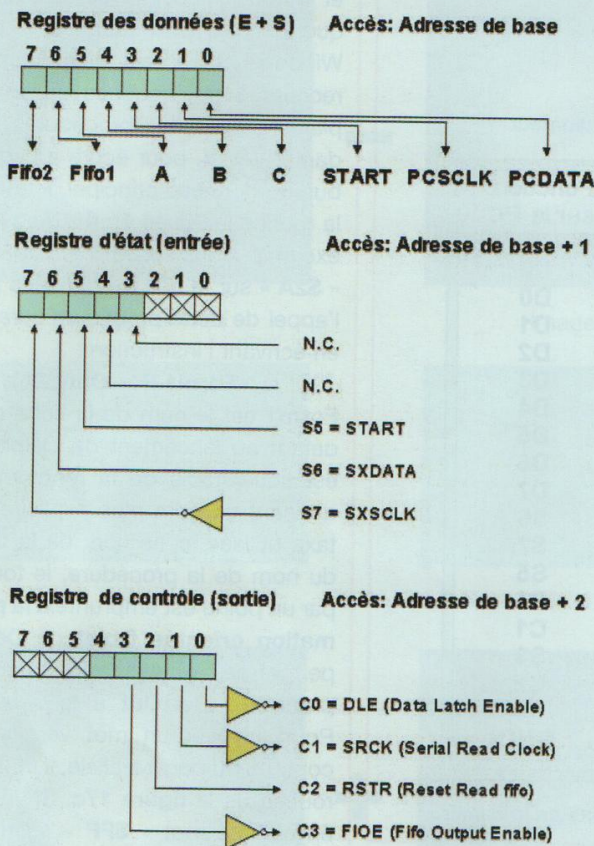 Registre des données (E + S) Accès: Adresse de base
7 6 5 4 3 2 1 0
Fifo2 Fifo1 A B C START PCSCLK PCDATA
Registre d'état (entrée) Accès: Adresse de base + 1
7 6 5 4 3 2 1 0
N.C.
N.C.
S5 = START
S6 = SXDATA
S7 = SXSCLK
Registre de contrôle (sortie) Accès: Adresse de base + 2
7 6 5 4 3 2 1 0
C0 = DLE (Data Latch Enable)
C1 = SRCK (Serial Read Clock)
C2 = RSTR (Reset Read fifo)
C3 = FIOE (Fifo Output Enable)